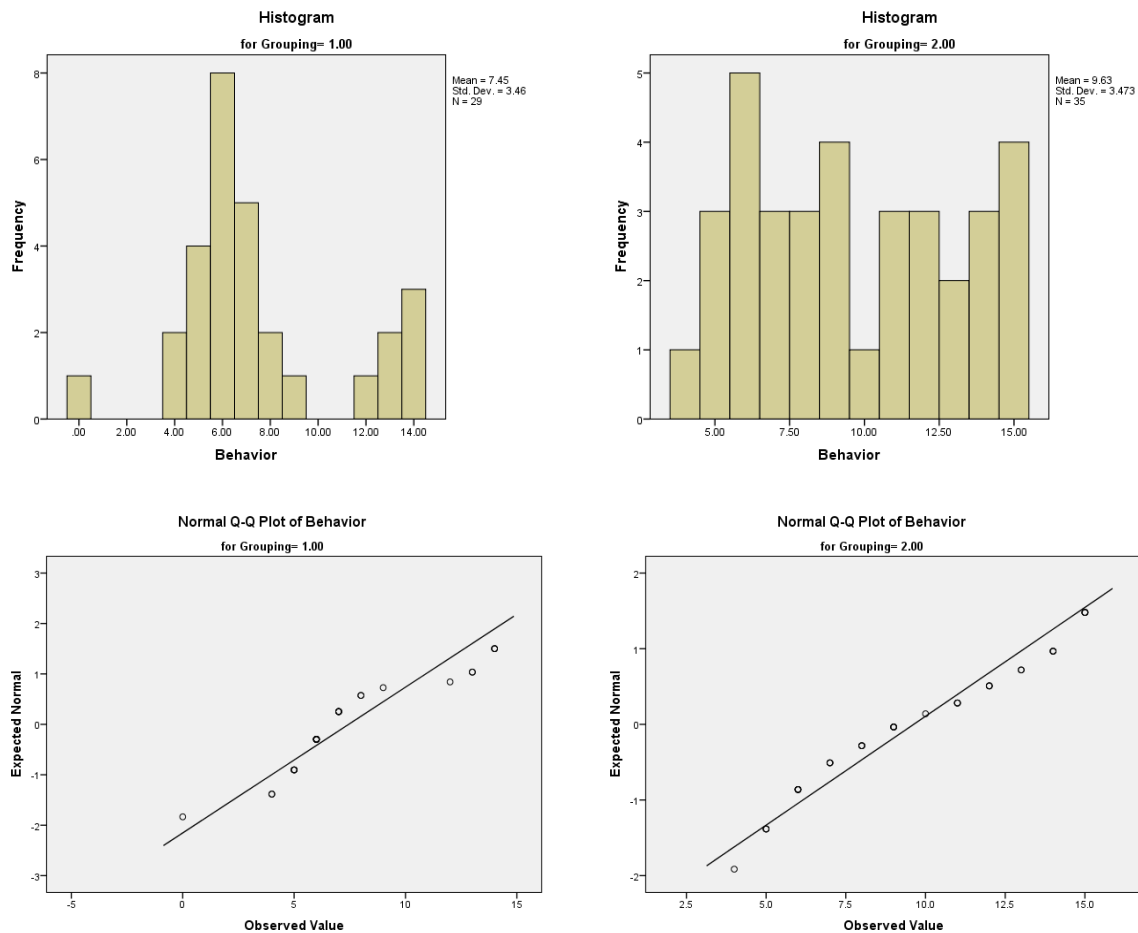 Histogram
for Grouping= 1.00
Mean = 7.45
Std. Dev. = 3.46
N = 29
8
6
4
2
0
Frequency
.00 2.00 4.00 6.00 8.00 10.00 12.00 14.00
Behavior
Histogram
for Grouping= 2.00
Mean = 9.63
Std. Dev. = 3.473
N = 35
5
4
3
2
1
0
Frequency
5.00 7.50 10.00 12.50 15.00
Behavior
Normal Q-Q Plot of Behavior
for Grouping= 1.00
3
2
1
0
-1
-2
-3
Expected Normal
-5 0 5 10 15
Observed Value
Normal Q-Q Plot of Behavior
for Grouping= 2.00
2
1
0
-1
-2
Expected Normal
2.5 5.0 7.5 10.0 12.5 15.0
Observed Value